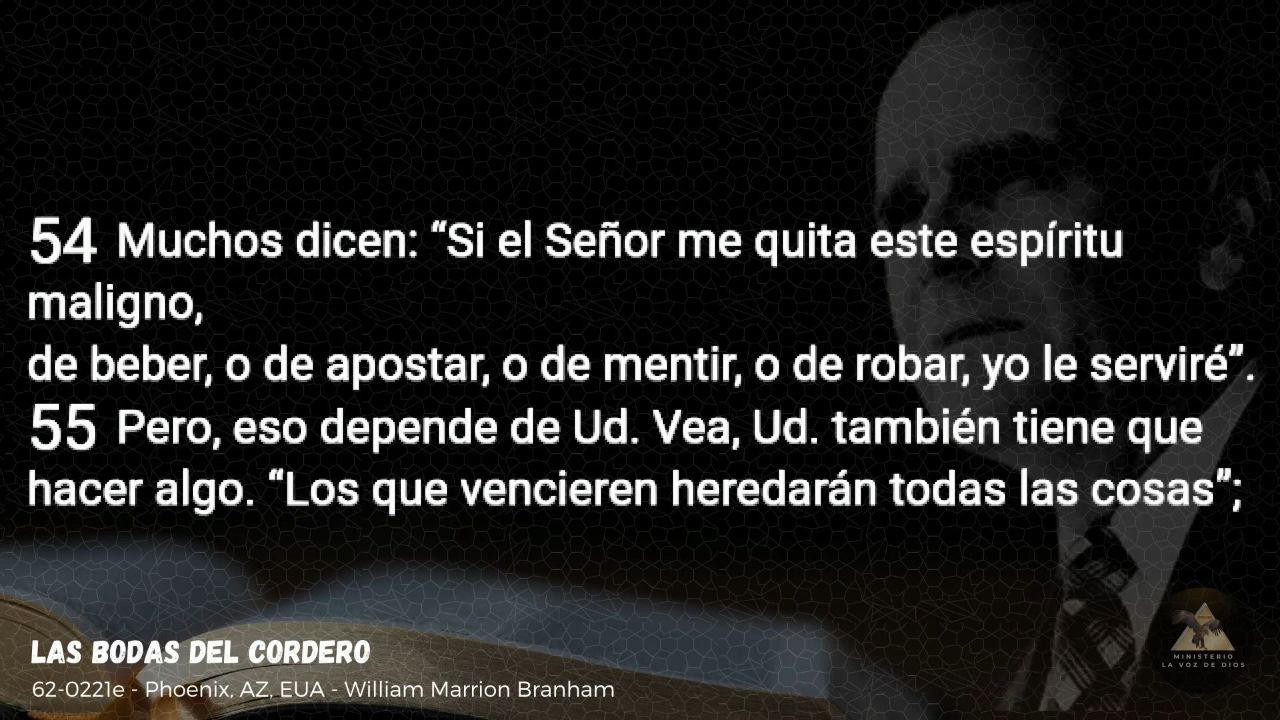 54 Muchos dicen: “Si el Señor me quita este espíritu
maligno,
de beber, o de apostar, o de mentir, o de robar, yo le serviré”.
55 Pero, eso depende de Ud. Vea, Ud. también tiene que
hacer algo. “Los que vencieren heredarán todas las cosas”;
LAS BODAS DEL CORDERO
62-0221e - Phoenix, AZ, EUA - William Marrion Branham
MINISTERIO
LA VOZ DE DIOS